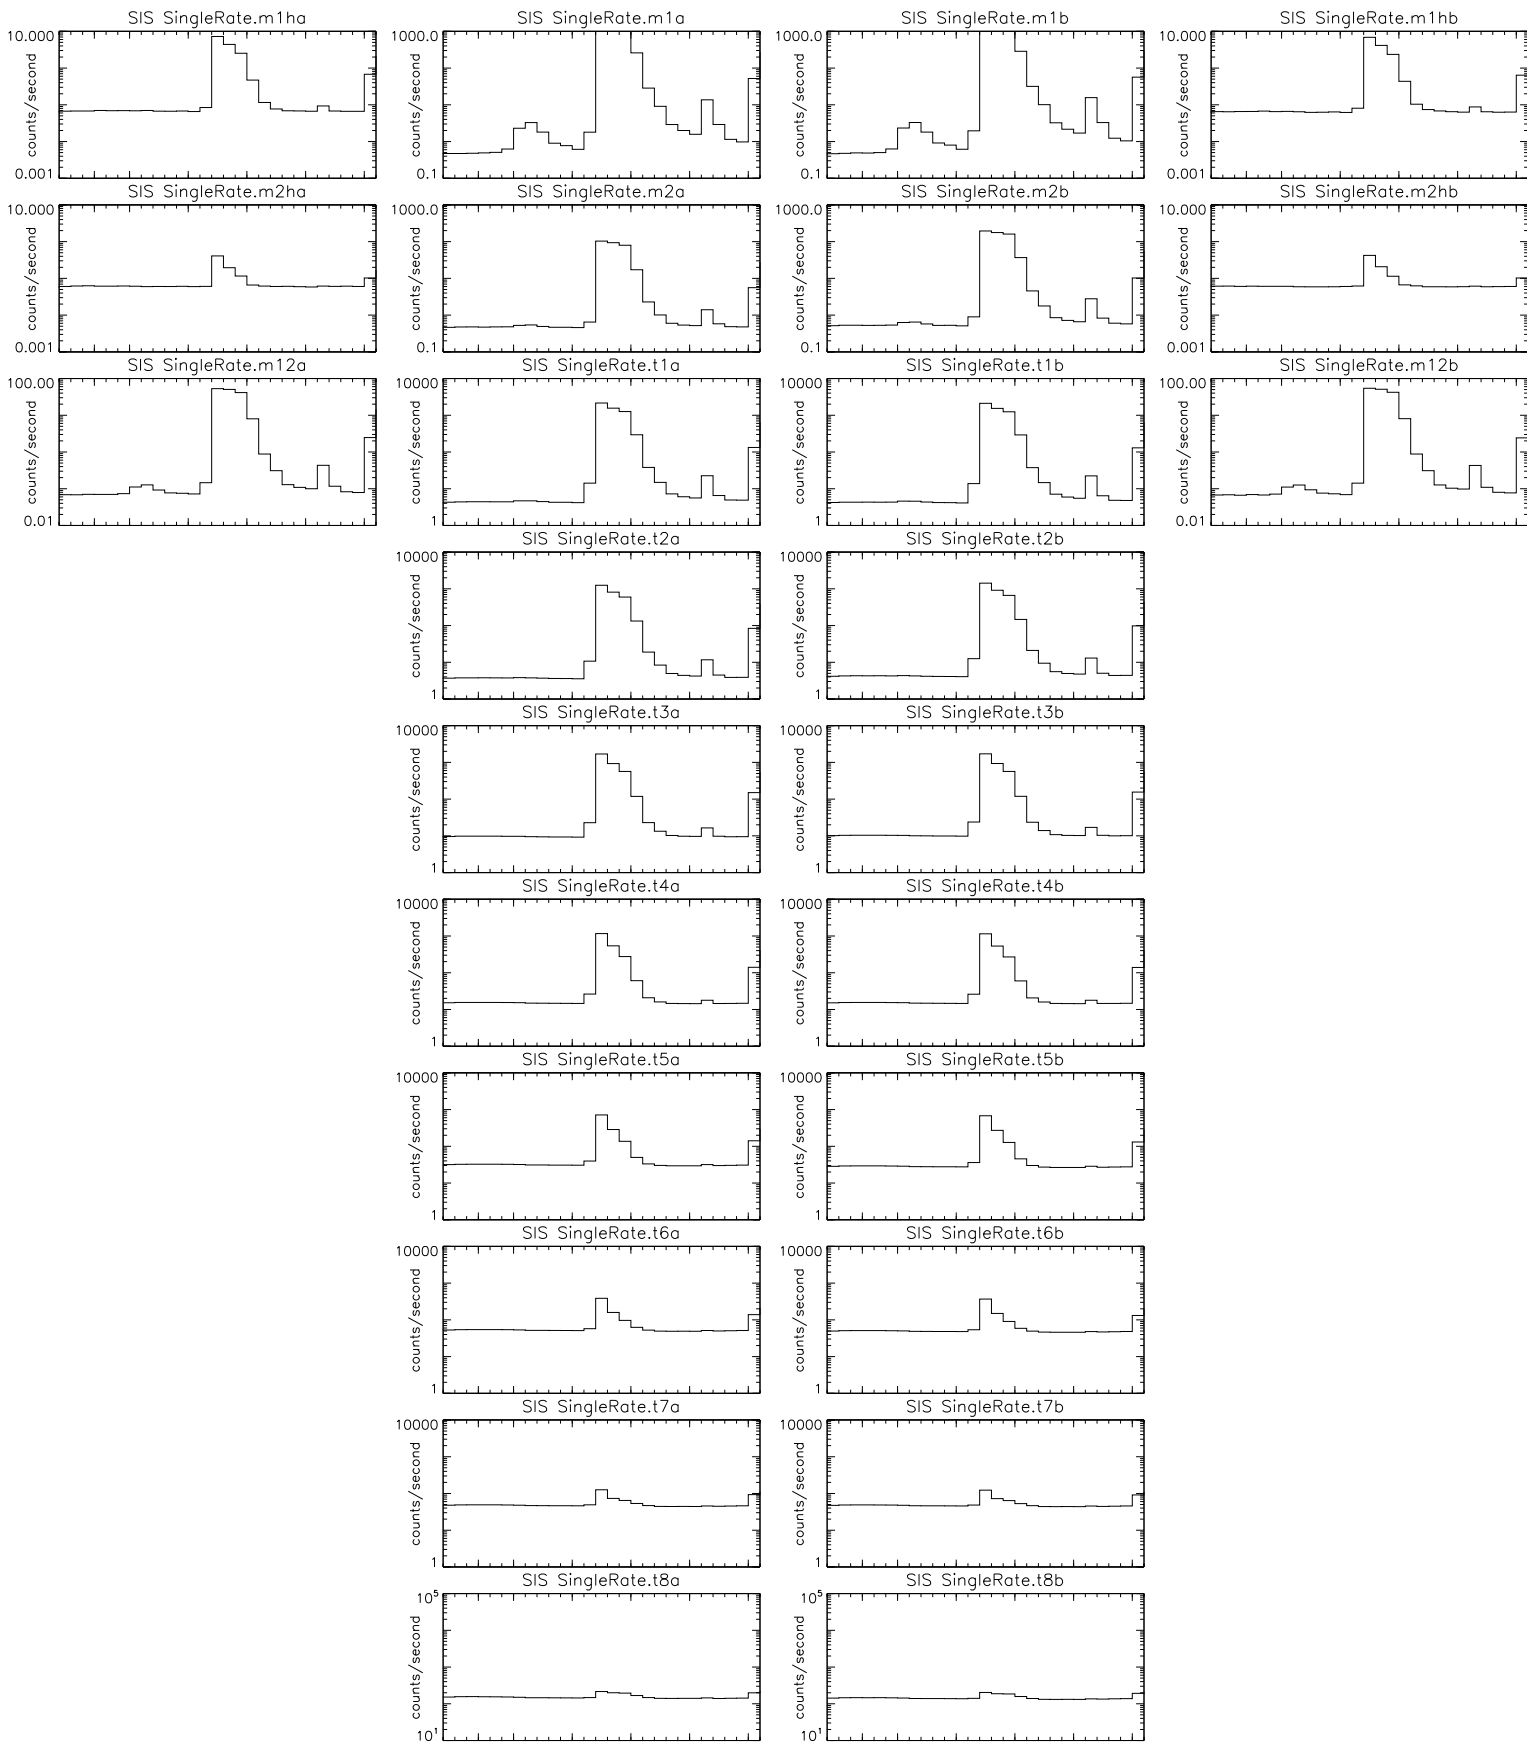 SIS SingleRate.m1ha
SIS SingleRate.m1a
SIS SingleRate.m1b
SIS SingleRate.m1hb
10.000
counts/second
0.001
1000.0
counts/second
0.1
1000.0
counts/second
0.1
10.000
counts/second
0.001
SIS SingleRate.m2ha
SIS SingleRate.m2a
SIS SingleRate.m2b
SIS SingleRate.m2hb
10.000
counts/second
0.001
1000.0
counts/second
0.1
1000.0
counts/second
0.1
10.000
counts/second
0.001
SIS SingleRate.m12a
SIS SingleRate.t1a
SIS SingleRate.t1b
SIS SingleRate.m12b
100.00
counts/second
0.01
10000
counts/second
1
10000
counts/second
1
100.00
counts/second
0.01
SIS SingleRate.t2a
SIS SingleRate.t2b
10000
counts/second
1
10000
counts/second
1
SIS SingleRate.t3a
SIS SingleRate.t3b
10000
counts/second
1
10000
counts/second
1
SIS SingleRate.t4a
SIS SingleRate.t4b
10000
counts/second
1
10000
counts/second
1
SIS SingleRate.t5a
SIS SingleRate.t5b
10000
counts/second
1
10000
counts/second
1
SIS SingleRate.t6a
SIS SingleRate.t6b
10000
counts/second
1
10000
counts/second
1
SIS SingleRate.t7a
SIS SingleRate.t7b
10000
counts/second
1
10000
counts/second
1
SIS SingleRate.t8a
SIS SingleRate.t8b
10⁵
counts/second
10¹
10⁵
counts/second
10¹